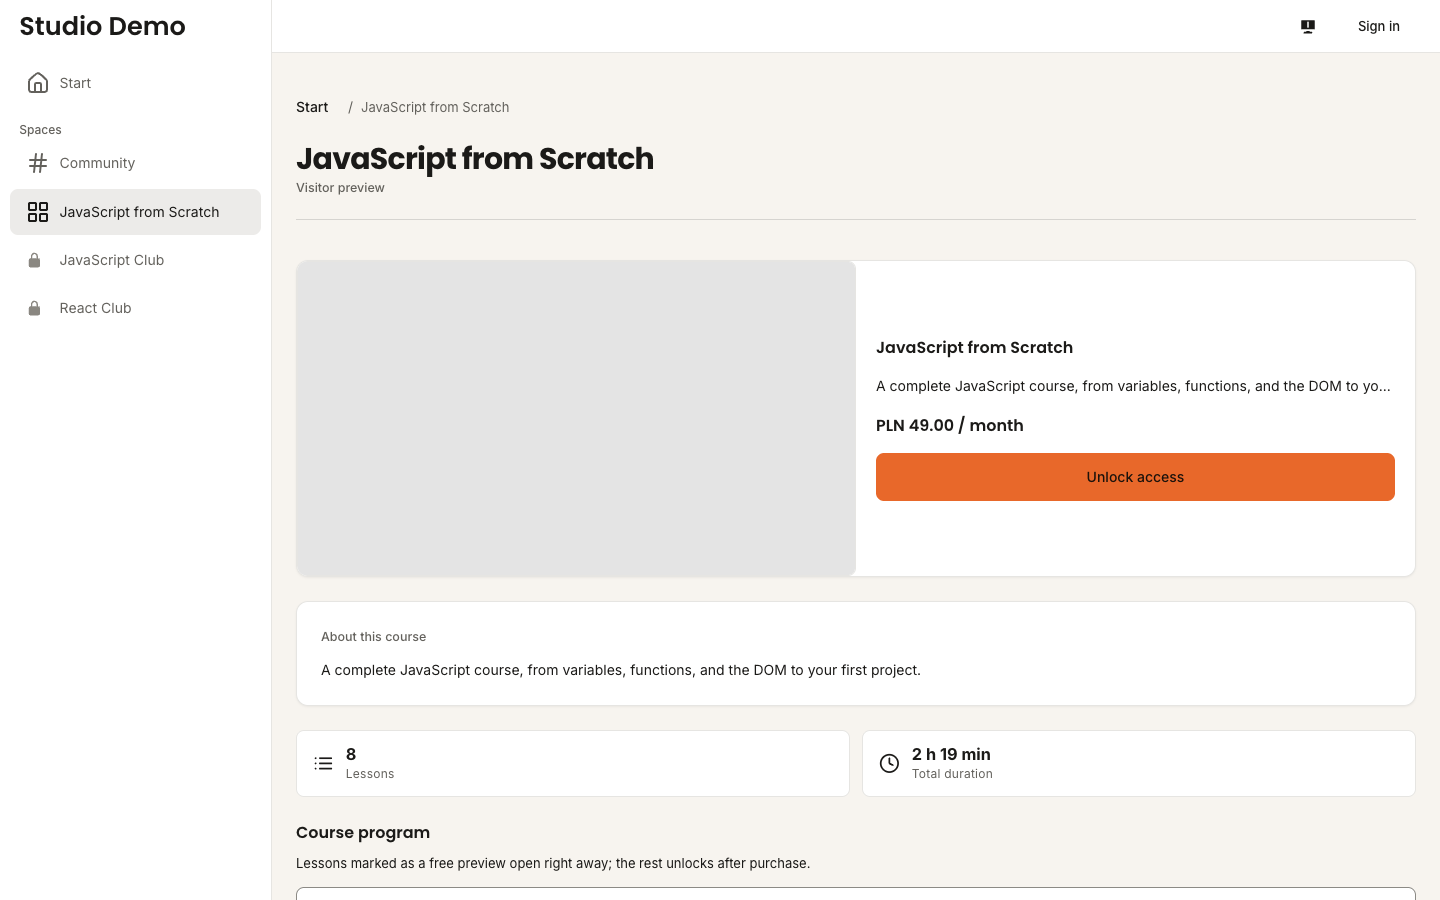 Studio Demo
Sign in
Start
Spaces
Community
JavaScript from Scratch
JavaScript Club
React Club
Start / JavaScript from Scratch
JavaScript from Scratch
Visitor preview
JavaScript from Scratch
A complete JavaScript course, from variables, functions, and the DOM to yo...
PLN 49.00 / month
Unlock access
About this course
A complete JavaScript course, from variables, functions, and the DOM to your first project.
8
Lessons
2 h 19 min
Total duration
Course program
Lessons marked as a free preview open right away; the rest unlocks after purchase.